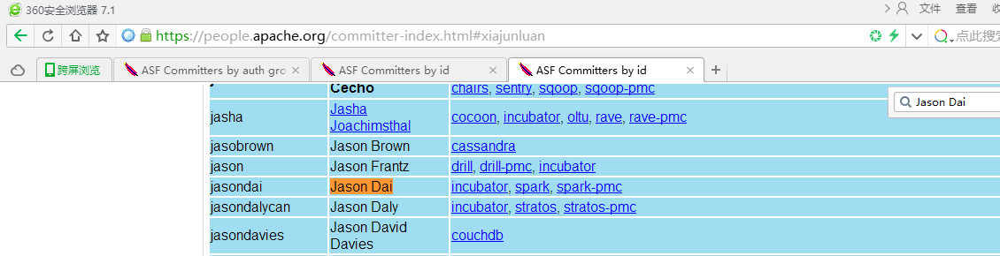 360安全浏览器 7.1
文件 查看
https://people.apache.org/committer-index.html#xiajunluan
点此搜索
跨屏浏览 ASF Committers by auth gro ASF Committers by id ASF Committers by id
Cecho chairs, sentry, sqoop, sqoop-pmc
Jason Dai
jasha Jasha Joachimsthal cocoon, incubator, oltu, rave, rave-pmc
jasobrown Jason Brown cassandra
jason Jason Frantz drill, drill-pmc, incubator
jasondai Jason Dai incubator, spark, spark-pmc
jasondalycan Jason Daly incubator, stratos, stratos-pmc
jasondavies Jason David Davies couchdb